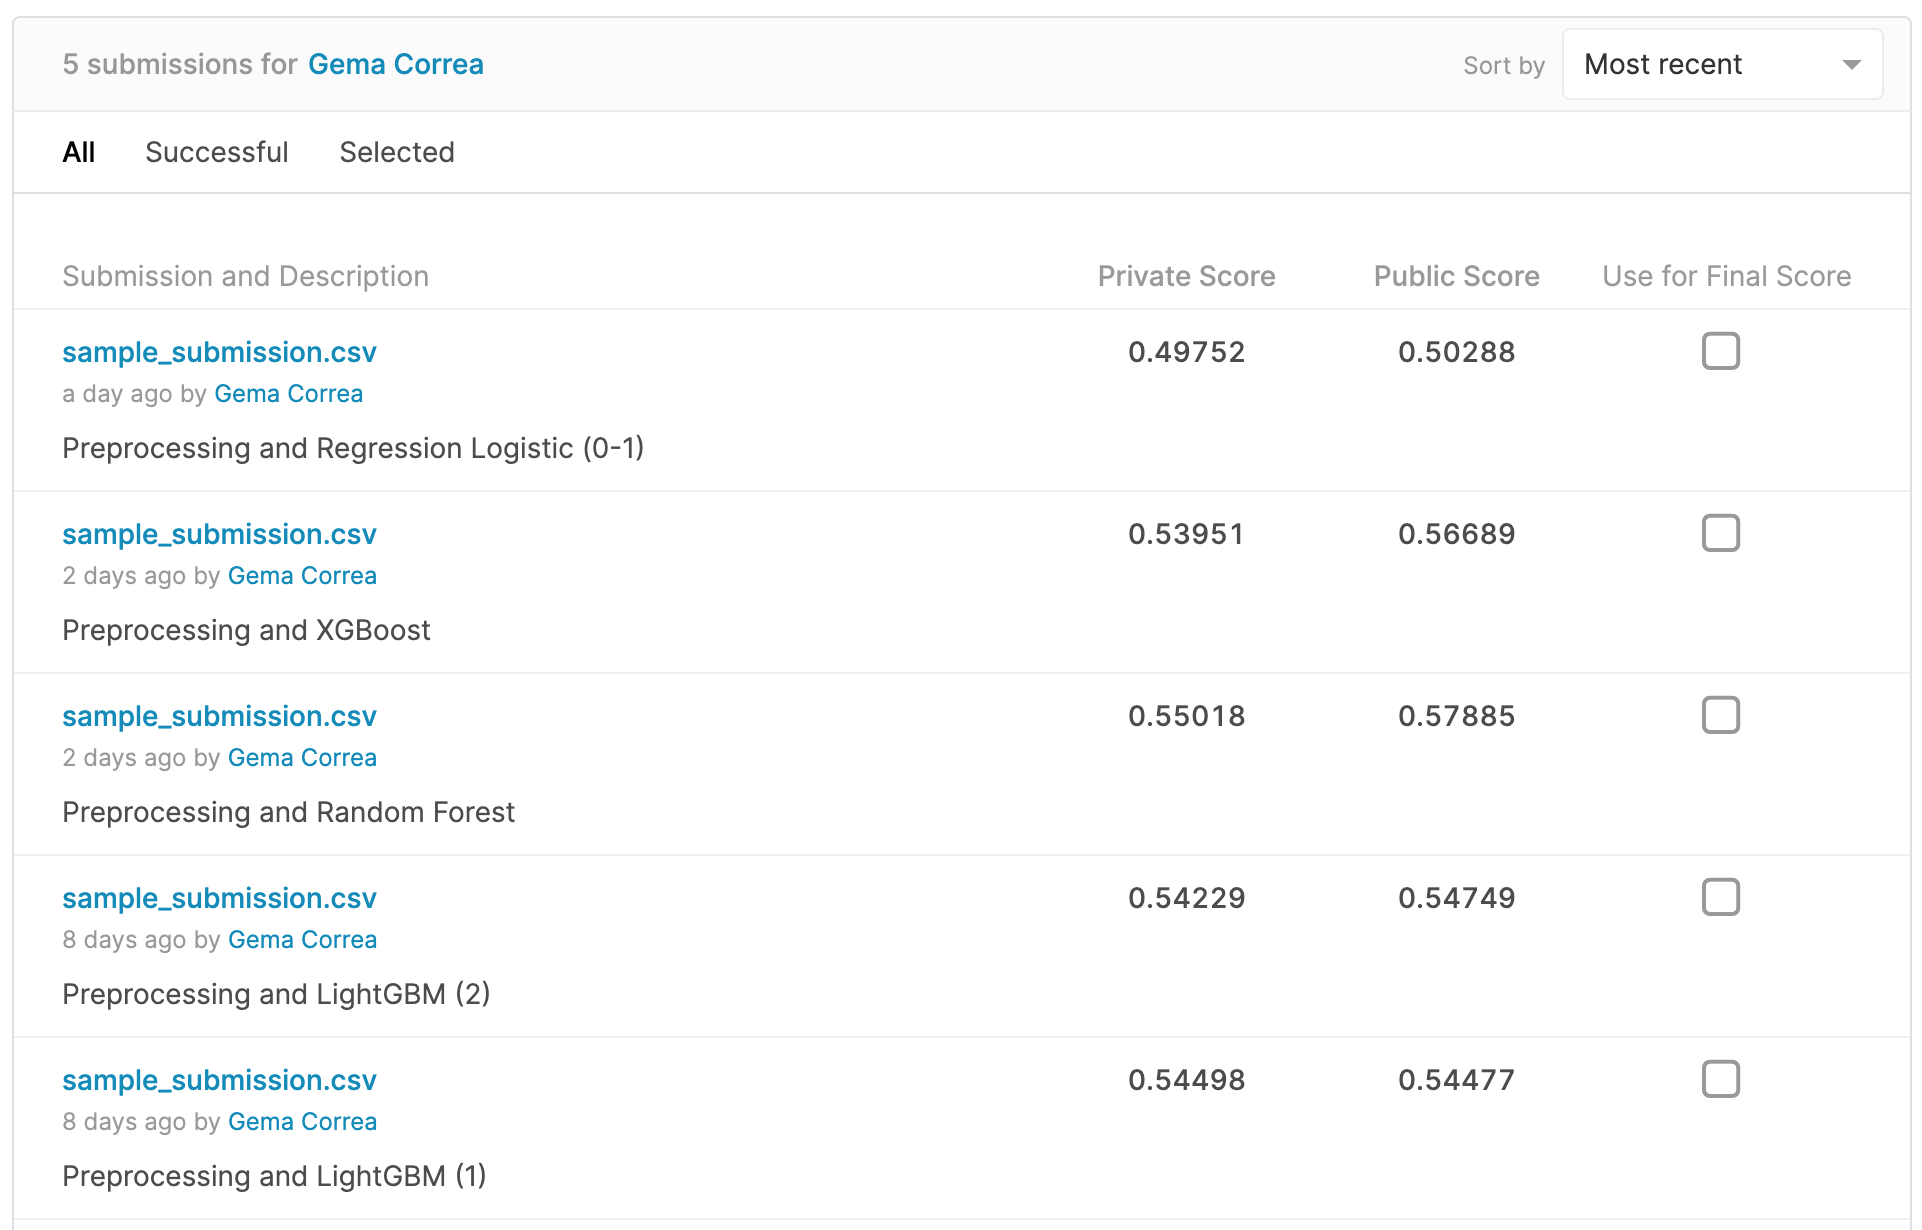 5 submissions for Gema Correa
Sort by Most recent
All Successful Selected
Submission and Description Private Score Public Score Use for Final Score
sample_submission.csv 0.49752 0.50288
a day ago by Gema Correa
Preprocessing and Regression Logistic (0-1)
sample_submission.csv 0.53951 0.56689
2 days ago by Gema Correa
Preprocessing and XGBoost
sample_submission.csv 0.55018 0.57885
2 days ago by Gema Correa
Preprocessing and Random Forest
sample_submission.csv 0.54229 0.54749
8 days ago by Gema Correa
Preprocessing and LightGBM (2)
sample_submission.csv 0.54498 0.54477
8 days ago by Gema Correa
Preprocessing and LightGBM (1)